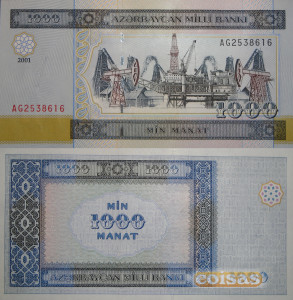 1000 AZƏRBAYCAN MİLLİ BANKI
AG2538616
2001
AG2538616
1000
MİN MANAT
1000 1000
MİN
1000
MANAT
AZƏRBAYCAN MİLLİ BANKI
coisas